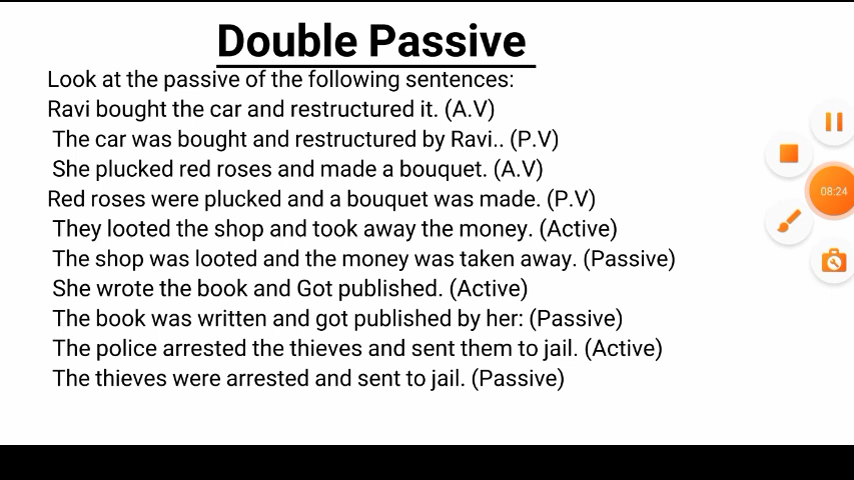 Double Passive
Look at the passive of the following sentences:
Ravi bought the car and restructured it. (A.V)
The car was bought and restructured by Ravi.. (P.V)
She plucked red roses and made a bouquet. (A.V)
Red roses were plucked and a bouquet was made. (P.V)
They looted the shop and took away the money. (Active)
The shop was looted and the money was taken away. (Passive)
She wrote the book and Got published. (Active)
The book was written and got published by her: (Passive)
The police arrested the thieves and sent them to jail. (Active)
The thieves were arrested and sent to jail. (Passive)
08:24